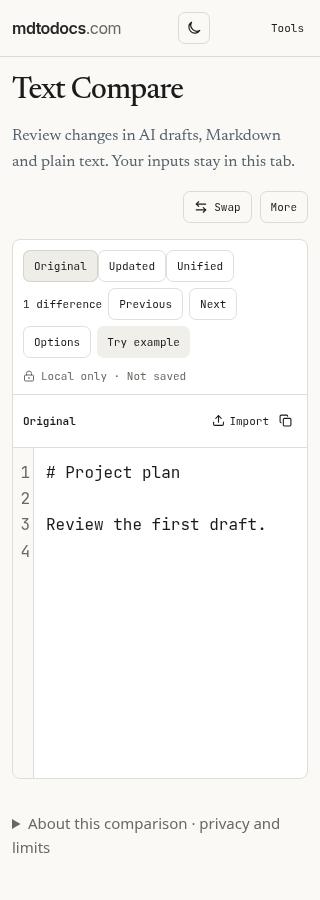 mdtodocs.com
Tools
Text Compare
Review changes in AI drafts, Markdown
and plain text. Your inputs stay in this tab.
Swap
More
Original
Updated
Unified
1 difference
Previous
Next
Options
Try example
Local only · Not saved
Original
Import
1 # Project plan
2
3 Review the first draft.
4
About this comparison · privacy and
limits